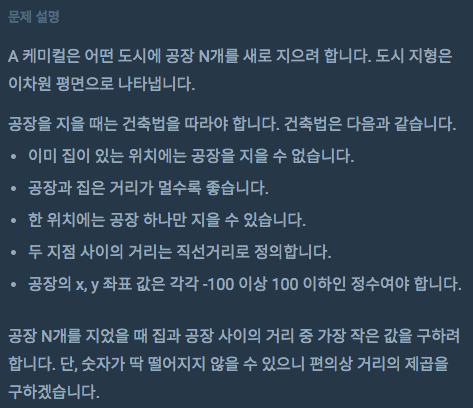 문제 설명
A 케미컬은 어떤 도시에 공장 N개를 새로 지으려 합니다. 도시 지형은
이차원 평면으로 나타냅니다.
공장을 지을 때는 건축법을 따라야 합니다. 건축법은 다음과 같습니다.
• 이미 집이 있는 위치에는 공장을 지을 수 없습니다.
• 공장과 집은 거리가 멀수록 좋습니다.
• 한 위치에는 공장 하나만 지을 수 있습니다.
• 두 지점 사이의 거리는 직선거리로 정의합니다.
• 공장의 x, y 좌표 값은 각각 -100 이상 100 이하인 정수여야 합니다.
공장 N개를 지었을 때 집과 공장 사이의 거리 중 가장 작은 값을 구하려
합니다. 단, 숫자가 딱 떨어지지 않을 수 있으니 편의상 거리의 제곱을
구하겠습니다.